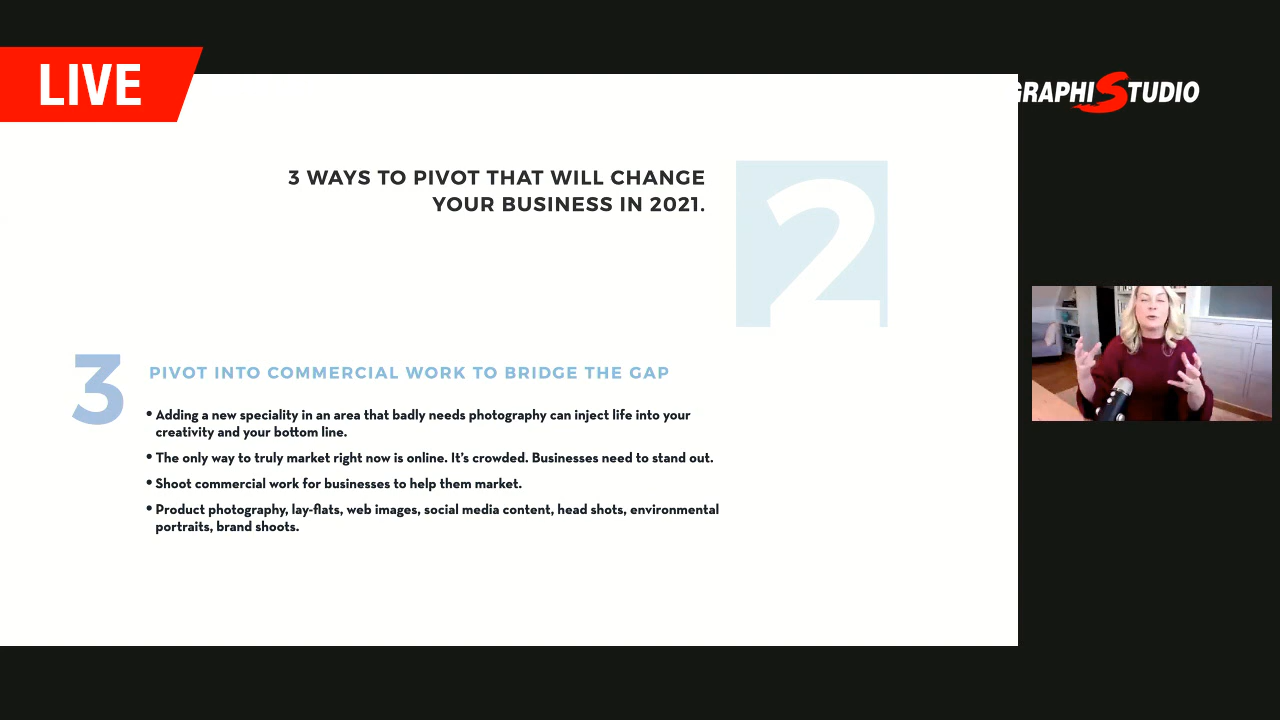 LIVE
GRAPHISTUDIO
3 WAYS TO PIVOT THAT WILL CHANGE
YOUR BUSINESS IN 2021.
2
3
PIVOT INTO COMMERCIAL WORK TO BRIDGE THE GAP
• Adding a new speciality in an area that badly needs photography can inject life into your
creativity and your bottom line.
• The only way to truly market right now is online. It's crowded. Businesses need to stand out.
• Shoot commercial work for businesses to help them market.
• Product photography, lay-flats, web images, social media content, head shots, environmental
portraits, brand shoots.